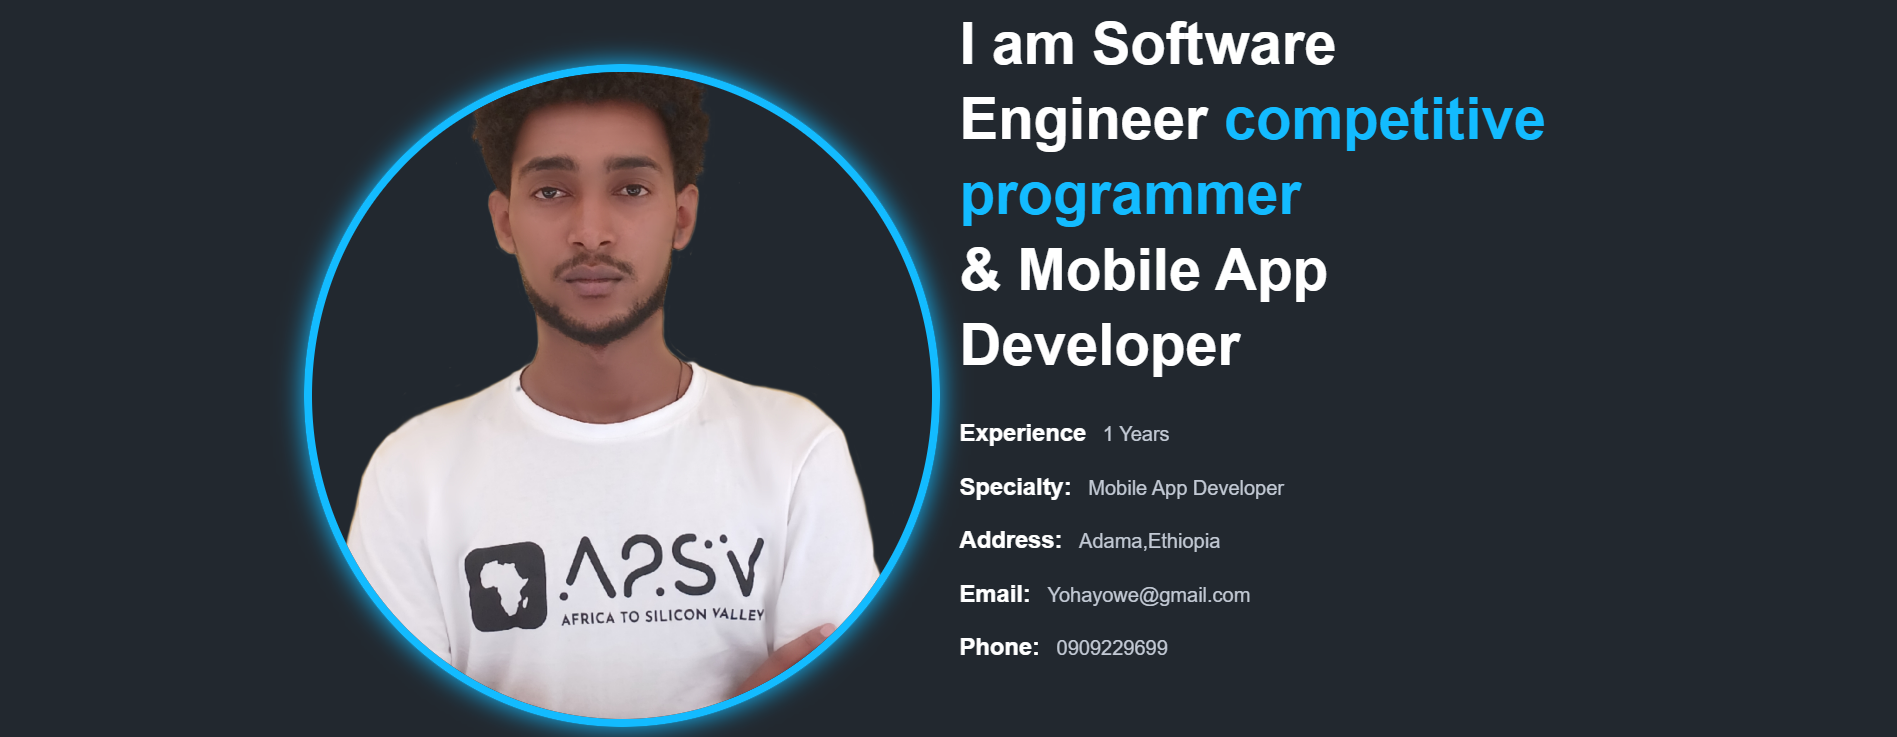 I am Software
Engineer competitive
programmer
& Mobile App
Developer
Experience 1 Years
Specialty: Mobile App Developer
Address: Adama,Ethiopia
Email: Yohayowe@gmail.com
Phone: 0909229699
A2SV
AFRICA TO SILICON VALLEY